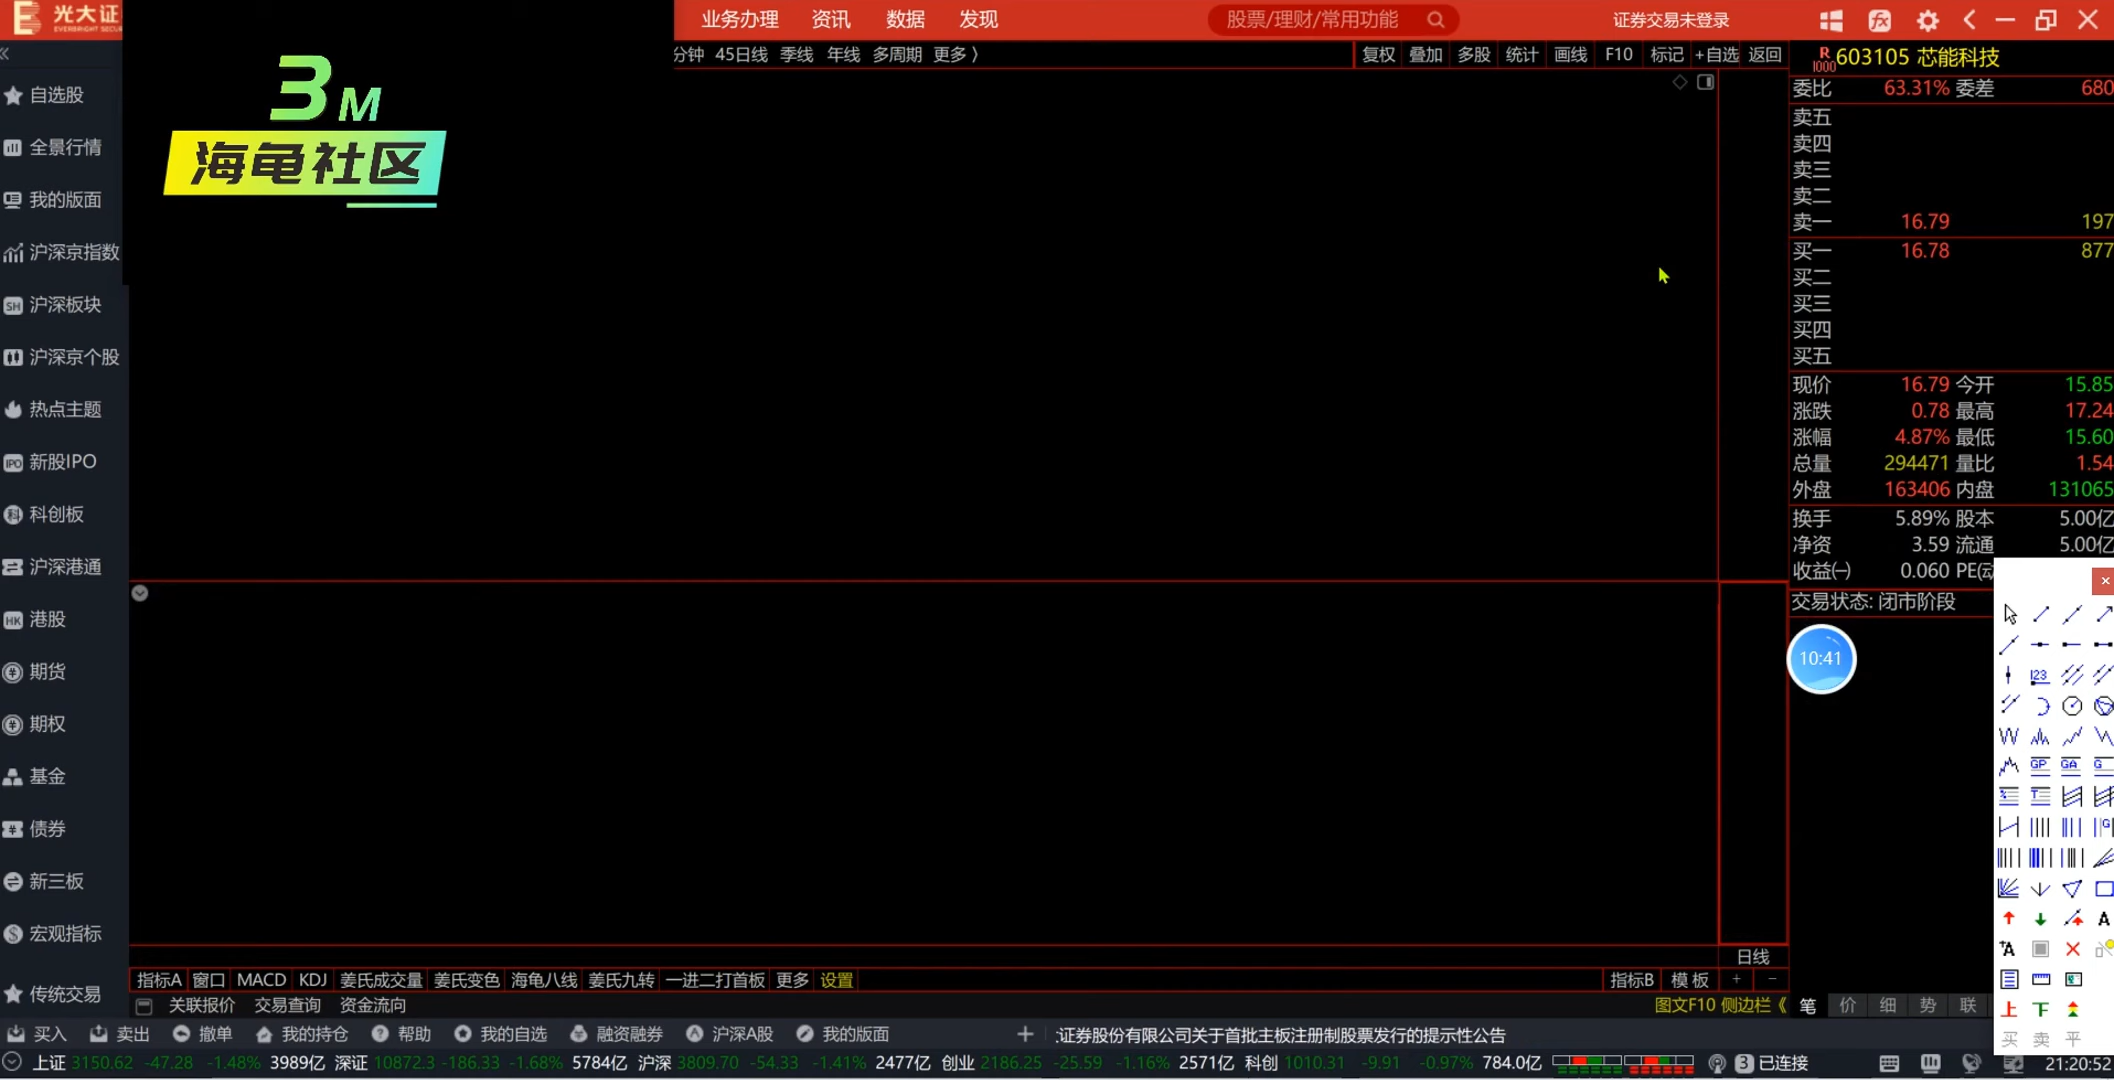 光大证
EVERBRIGHT SECU
业务办理 资讯 数据 发现
股票/理财/常用功能
证券交易未登录
3M
海龟社区
分钟 45日线 季线 年线 多周期 更多 〉
复权 叠加 多股 统计 画线 F10 标记 +自选 返回
R
1000
603105 芯能科技
自选股
全景行情
我的版面
沪深京指数
沪深板块
沪深京个股
热点主题
新股IPO
科创板
沪深港通
港股
期货
期权
基金
债券
新三板
宏观指标
传统交易
委比 63.31% 委差 680
卖五
卖四
卖三
卖二
卖一 16.79 197
买一 16.78 877
买二
买三
买四
买五
现价 16.79 今开 15.85
涨跌 0.78 最高 17.24
涨幅 4.87% 最低 15.60
总量 294471 量比 1.54
外盘 163406 内盘 131065
换手 5.89% 股本 5.00亿
净资 3.59 流通 5.00亿
收益㈠ 0.060 PE(动
交易状态: 闭市阶段
10:41
123
GP GA G
A
A
上 下
买 卖 平
日线
指标A 窗口 MACD KDJ 姜氏成交量 姜氏变色 海龟八线 姜氏九转 一进二打首板 更多 设置
指标B 模板 + -
关联报价 交易查询 资金流向
图文F10 侧边栏《 笔 价 细 势 联
买入 卖出 撤单 我的持仓 帮助 我的自选 融资融券 沪深A股 我的版面
证券股份有限公司关于首批主板注册制股票发行的提示性公告
上证 3150.62 -47.28 -1.48% 3989亿 深证 10872.3 -186.33 -1.68% 5784亿 沪深 3809.70 -54.33 -1.41% 2477亿 创业 2186.25 -25.59 -1.16% 2571亿 科创 1010.31 -9.91 -0.97% 784.0亿
3 已连接
21:20:52